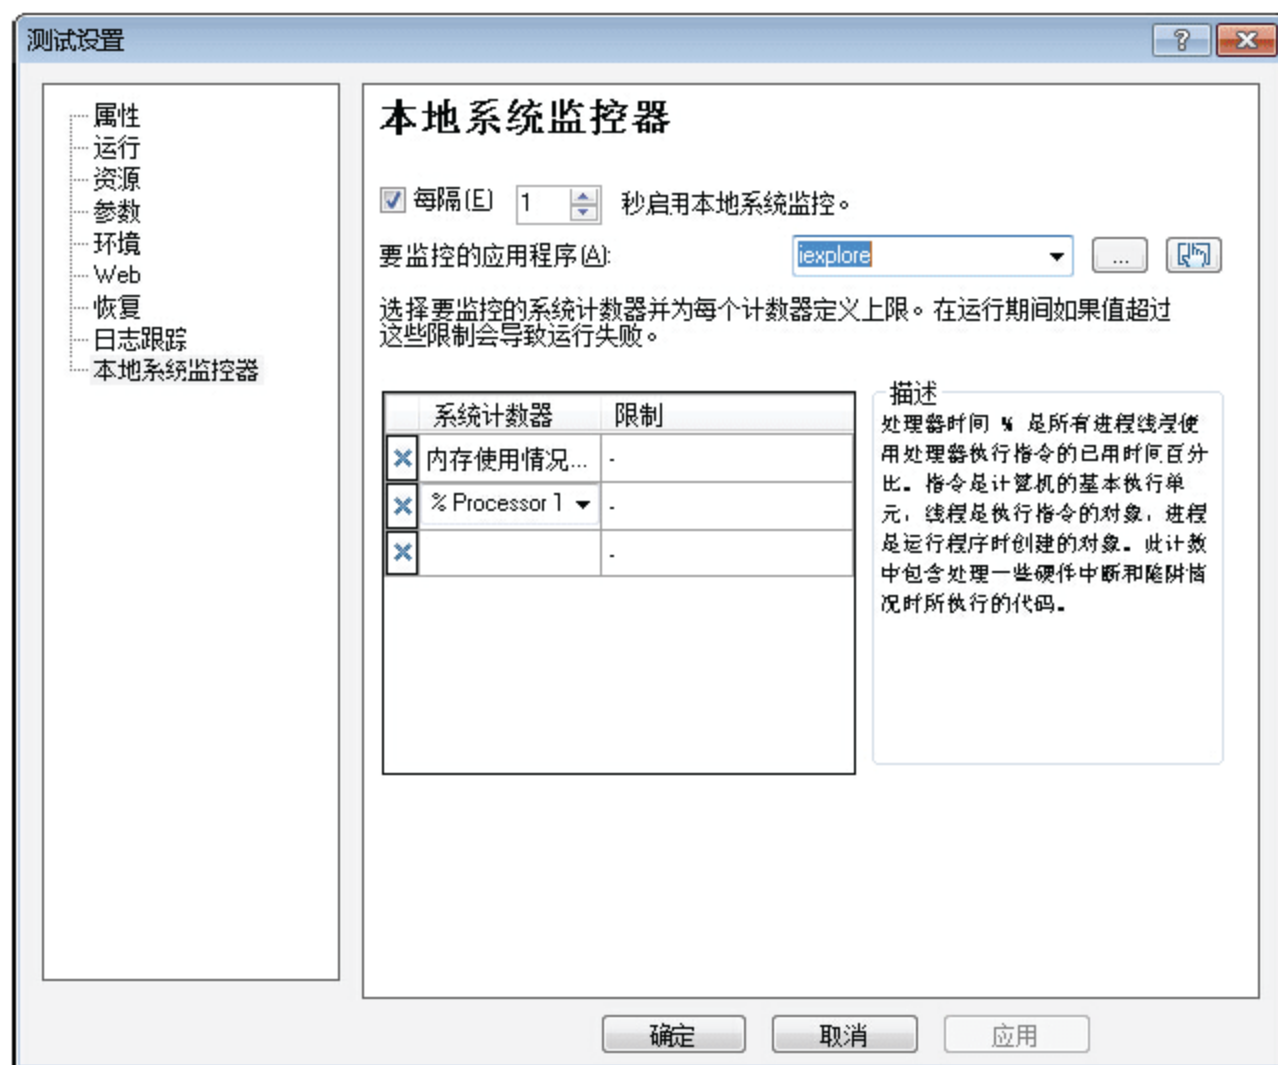 测试设置
属性
运行
资源
参数
环境
Web
恢复
日志跟踪
本地系统监控器
本地系统监控器
每隔(E) 1 秒启用本地系统监控。
要监控的应用程序(A): iexplore ...
选择要监控的系统计数器并为每个计数器定义上限。在运行期间如果值超过
这些限制会导致运行失败。
系统计数器 限制
内存使用情况... -
% Processor T -
-
描述
处理器时间 % 是所有进程线程使
用处理器执行指令的已用时间百分
比。指令是计算机的基本执行单
元，线程是执行指令的对象，进程
是运行程序时创建的对象。此计数
中包含处理一些硬件中断和陷阱情
况时所执行的代码。
确定 取消 应用